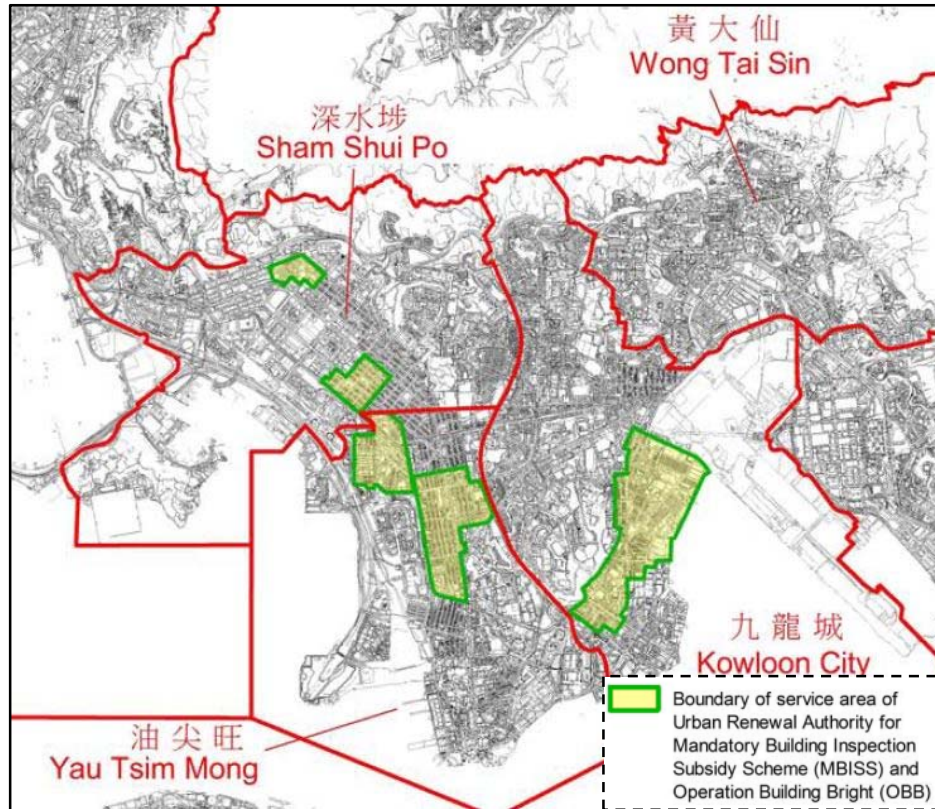 黃大仙
Wong Tai Sin
深水埗
Sham Shui Po
九龍城
Kowloon City
油尖旺
Yau Tsim Mong
Boundary of service area of
Urban Renewal Authority for
Mandatory Building Inspection
Subsidy Scheme (MBISS) and
Operation Building Bright (OBB)